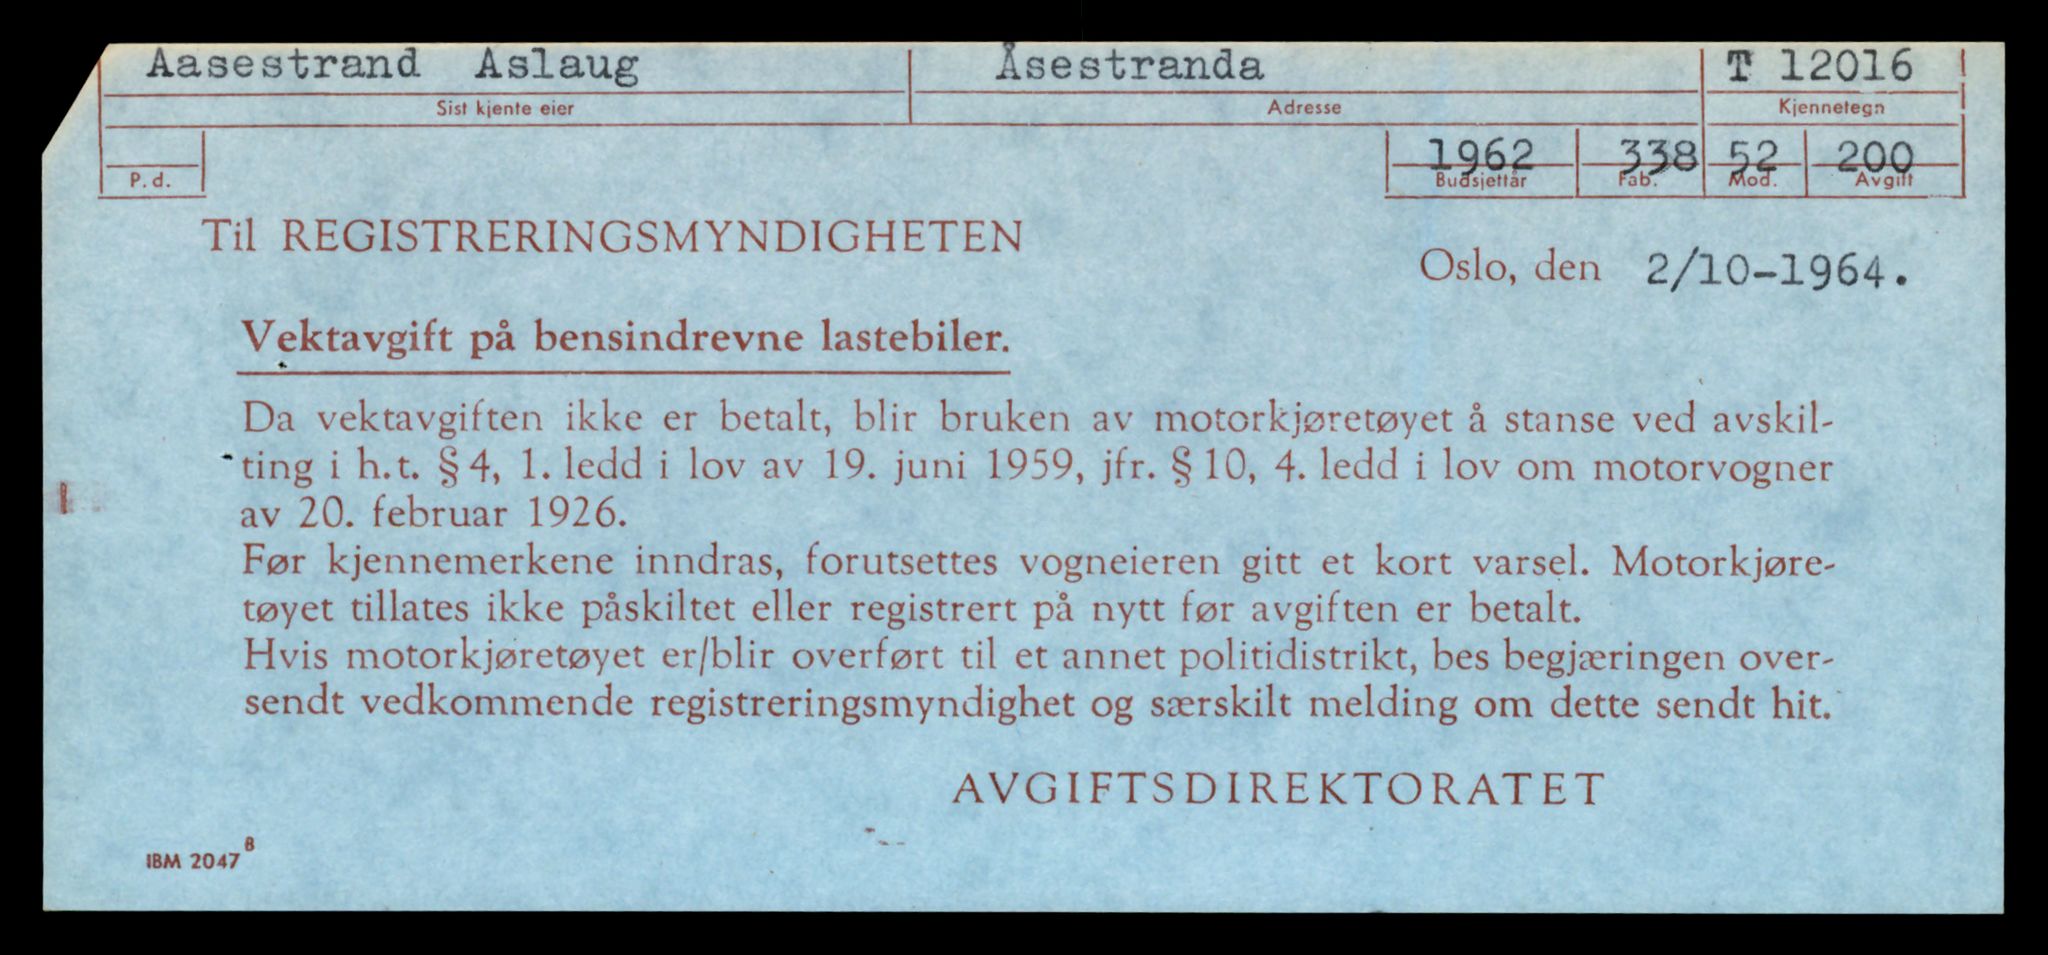 Aasestrand Aslaug Åsestranda T 12016
Sist kjente eier Adresse Kjennetegn
1962 338 52 200
P.d. Budsjettår Fab. Mod. Avgift
Til REGISTRERINGSMYNDIGHETEN
Oslo, den 2/10-1964.
Vektavgift på bensindrevne lastebiler.
Da vektavgiften ikke er betalt, blir bruken av motorkjøretøyet å stanse ved avskil-
ting i h.t. § 4, 1. ledd i lov av 19. juni 1959, jfr. § 10, 4. ledd i lov om motorvogner
av 20. februar 1926.
Før kjennemerkene inndras, forutsettes vogneieren gitt et kort varsel. Motorkjøre-
tøyet tillates ikke påskiltet eller registrert på nytt før avgiften er betalt.
Hvis motorkjøretøyet er/blir overført til et annet politidistrikt, bes begjæringen over-
sendt vedkommende registreringsmyndighet og særskilt melding om dette sendt hit.
AVGIFTSDIREKTORATET
IBM 2047 B